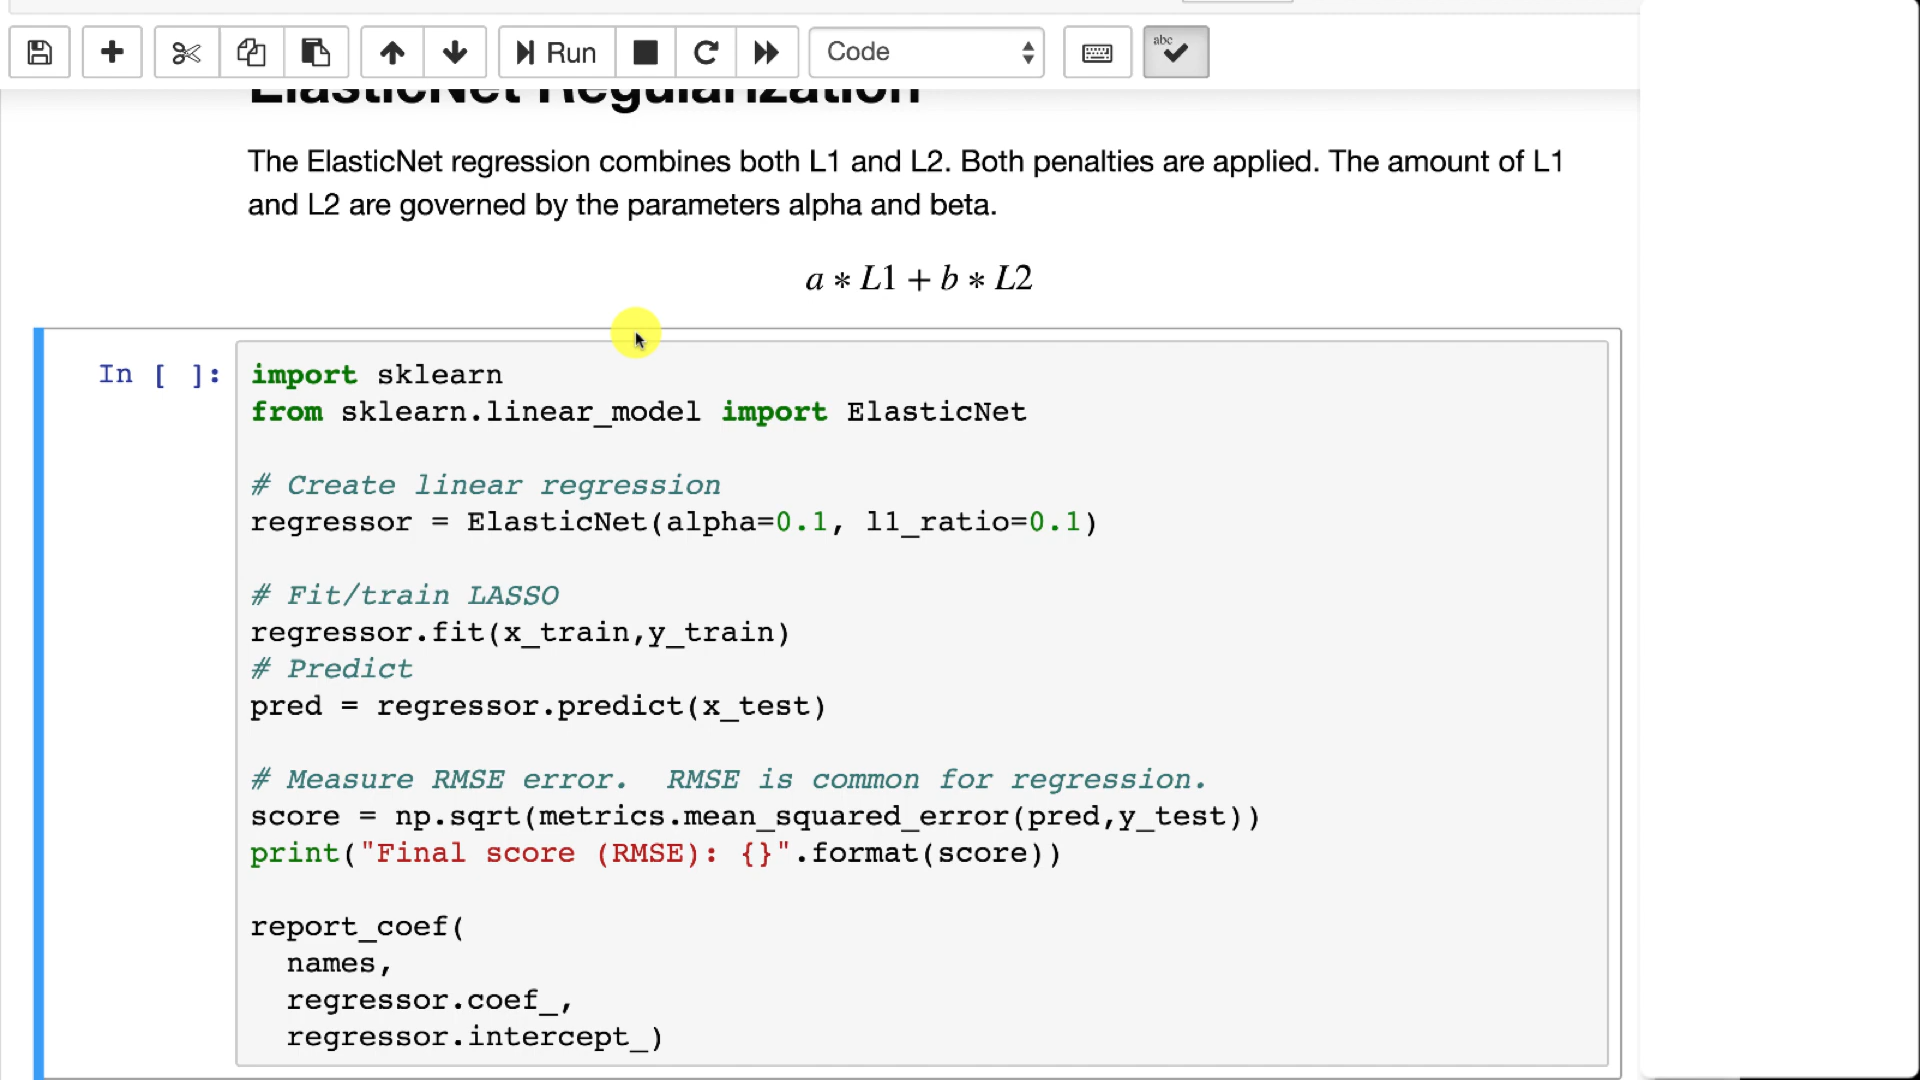 Run
Code
abc
ElasticNet Regularization
The ElasticNet regression combines both L1 and L2. Both penalties are applied. The amount of L1
and L2 are governed by the parameters alpha and beta.
a ∗ L1 + b ∗ L2
In [ ]:
import sklearn
from sklearn.linear_model import ElasticNet
# Create linear regression
regressor = ElasticNet(alpha=0.1, l1_ratio=0.1)
# Fit/train LASSO
regressor.fit(x_train,y_train)
# Predict
pred = regressor.predict(x_test)
# Measure RMSE error.  RMSE is common for regression.
score = np.sqrt(metrics.mean_squared_error(pred,y_test))
print("Final score (RMSE): {}".format(score))
report_coef(
  names,
  regressor.coef_,
  regressor.intercept_)